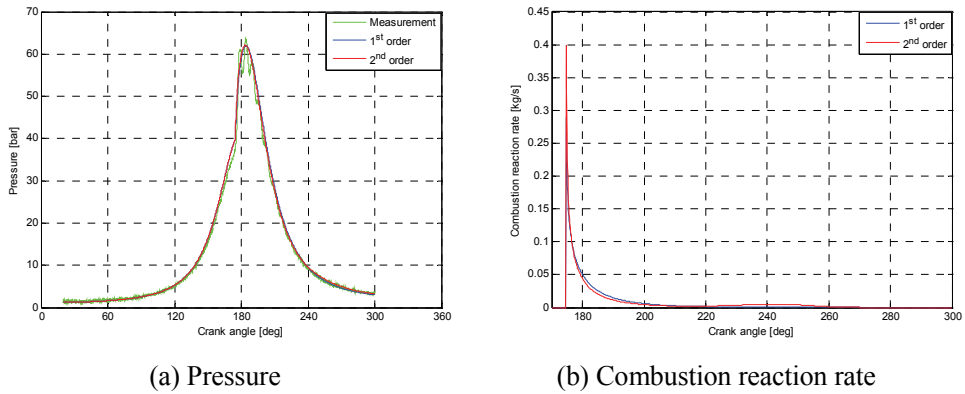 70
60
50
40
30
20
10
0
Pressure [bar]
0 60 120 180 240 300 360
Crank angle [deg]
Measurement
1st order
2nd order
(a) Pressure
0.45
0.4
0.35
0.3
0.25
0.2
0.15
0.1
0.05
0
Combustion reaction rate [kg/s]
180 200 220 240 260 280 300
Crank angle [deg]
1st order
2nd order
(b) Combustion reaction rate